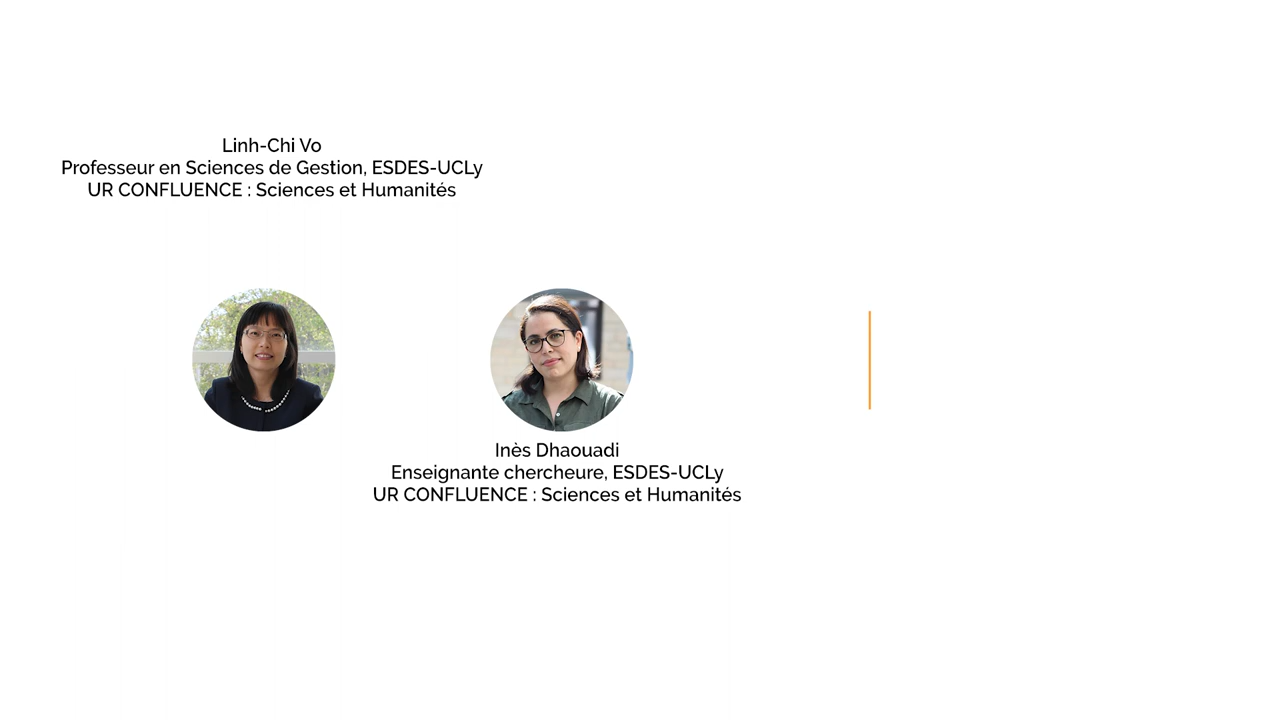 Linh-Chi Vo
Professeur en Sciences de Gestion, ESDES-UCLy
UR CONFLUENCE : Sciences et Humanités
Inès Dhaouadi
Enseignante chercheure, ESDES-UCLy
UR CONFLUENCE : Sciences et Humanités